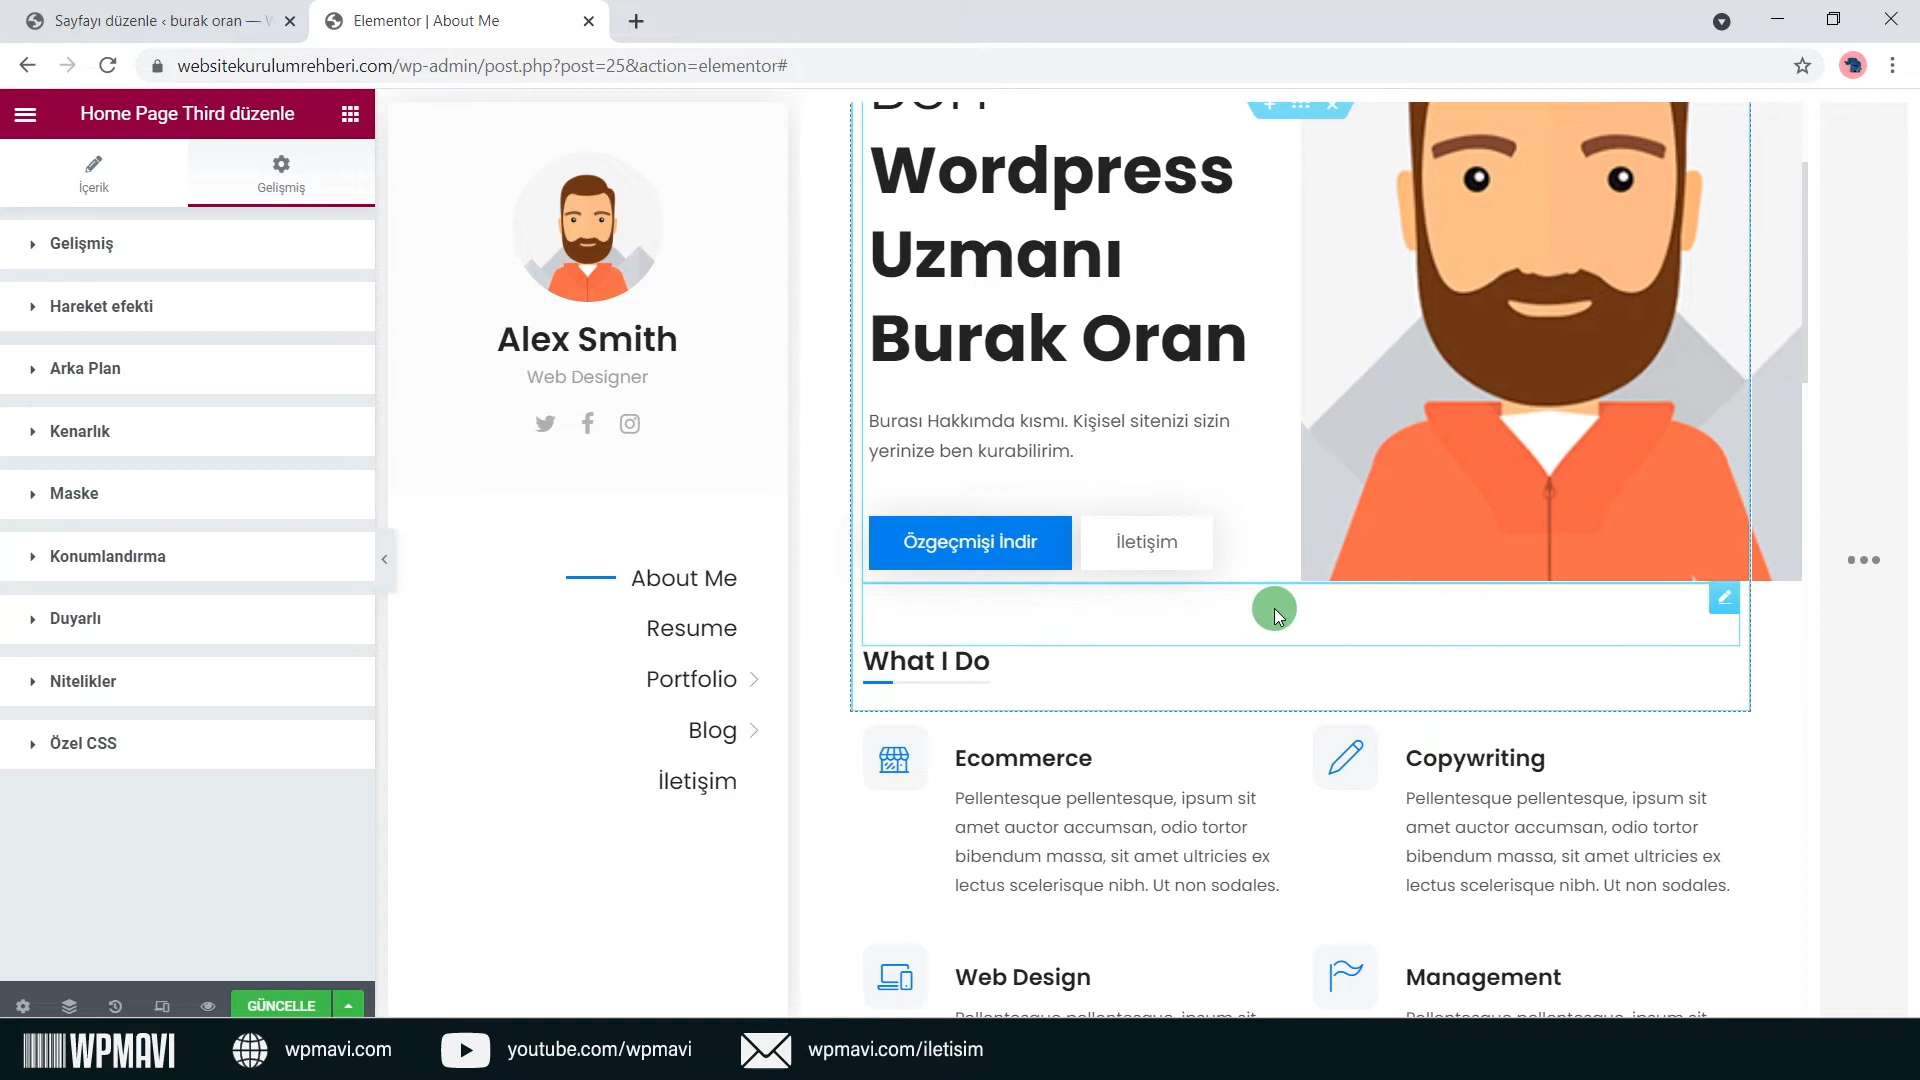 Sayfayı düzenle ‹ burak oran —
Elementor | About Me
websitekurulumrehberi.com/wp-admin/post.php?post=25&action=elementor#
Home Page Third düzenle
İçerik
Gelişmiş
Gelişmiş
Hareket efekti
Arka Plan
Kenarlık
Maske
Konumlandırma
Duyarlı
Nitelikler
Özel CSS
GÜNCELLE
Alex Smith
Web Designer
About Me
Resume
Portfolio
Blog
İletişim
Wordpress
Uzmanı
Burak Oran
Burası Hakkımda kısmı. Kişisel sitenizi sizin
yerinize ben kurabilirim.
Özgeçmişi İndir
İletişim
What I Do
Ecommerce
Pellentesque pellentesque, ipsum sit
amet auctor accumsan, odio tortor
bibendum massa, sit amet ultricies ex
lectus scelerisque nibh. Ut non sodales.
Copywriting
Pellentesque pellentesque, ipsum sit
amet auctor accumsan, odio tortor
bibendum massa, sit amet ultricies ex
lectus scelerisque nibh. Ut non sodales.
Web Design
Management
WPMAVI
wpmavi.com
youtube.com/wpmavi
wpmavi.com/iletisim